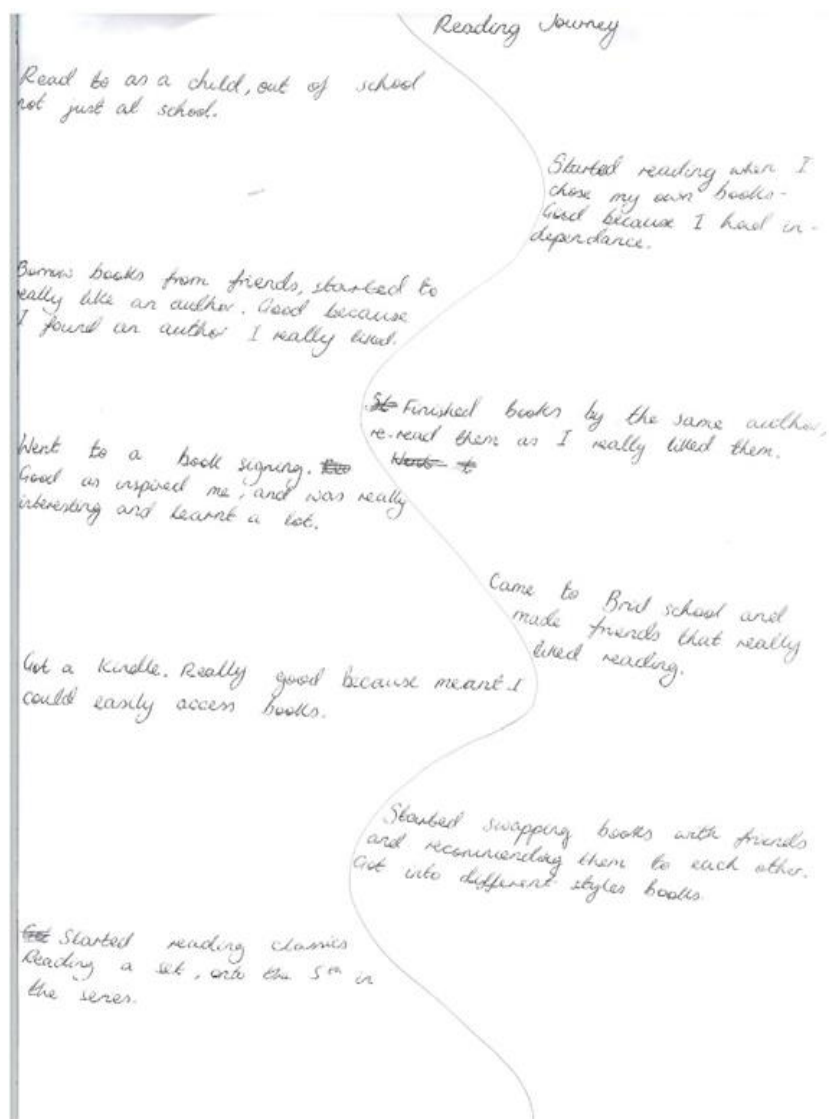 Reading Journey
Read to as a child, out of school
not just at school.
Started reading when I
chose my own books-
Good because I had in-
dependance.
Borrow books from friends, started to
really like an author. Good because
I found an author I really liked.
Finished books by the same author,
re-read them as I really liked them.
Went to a book signing.
Good as inspired me, and was really
interesting and learnt a lot.
Came to Brit school and
made friends that really
liked reading.
Got a Kindle. Really good because meant I
could easily access books.
Started swapping books with friends
and recommending them to each other.
Got into different styles books
Started reading classics
Reading a set, onto the 5th in
the series.